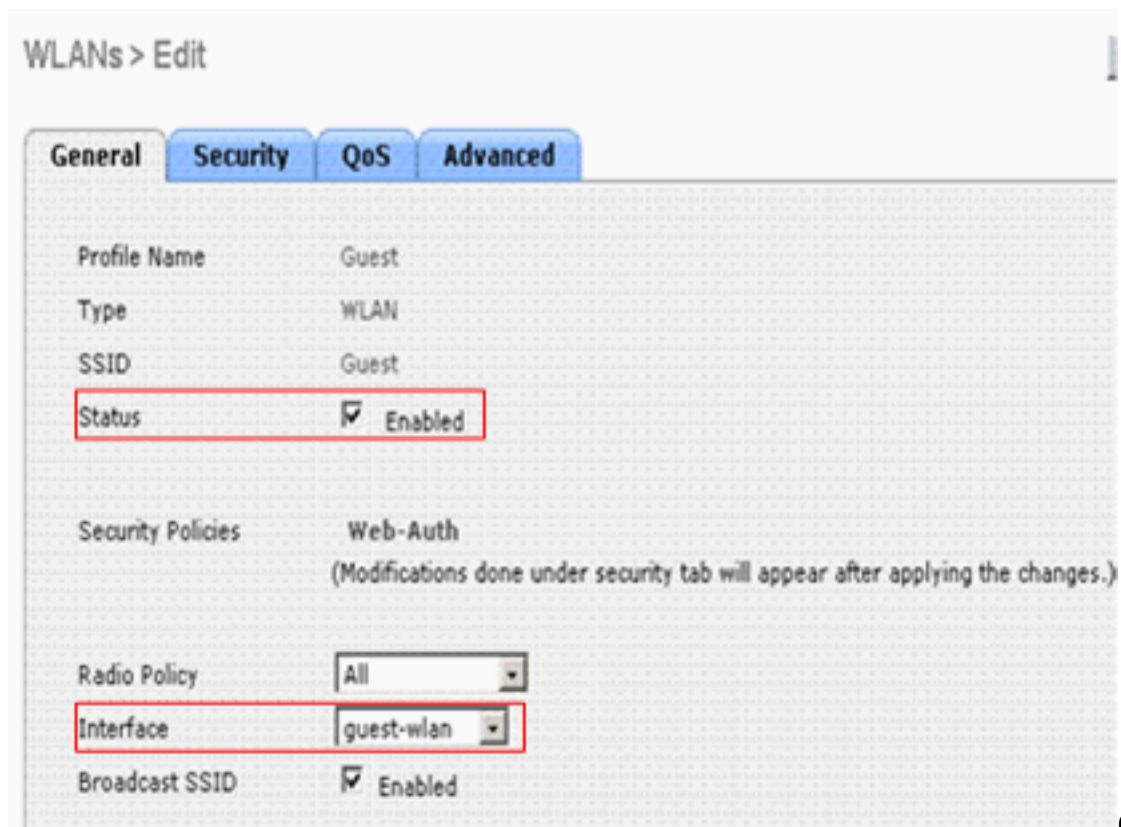 WLANs > Edit
General Security QoS Advanced
Profile Name Guest
Type WLAN
SSID Guest
Status Enabled
Security Policies Web-Auth
(Modifications done under security tab will appear after applying the changes.)
Radio Policy All
Interface guest-wlan
Broadcast SSID Enabled